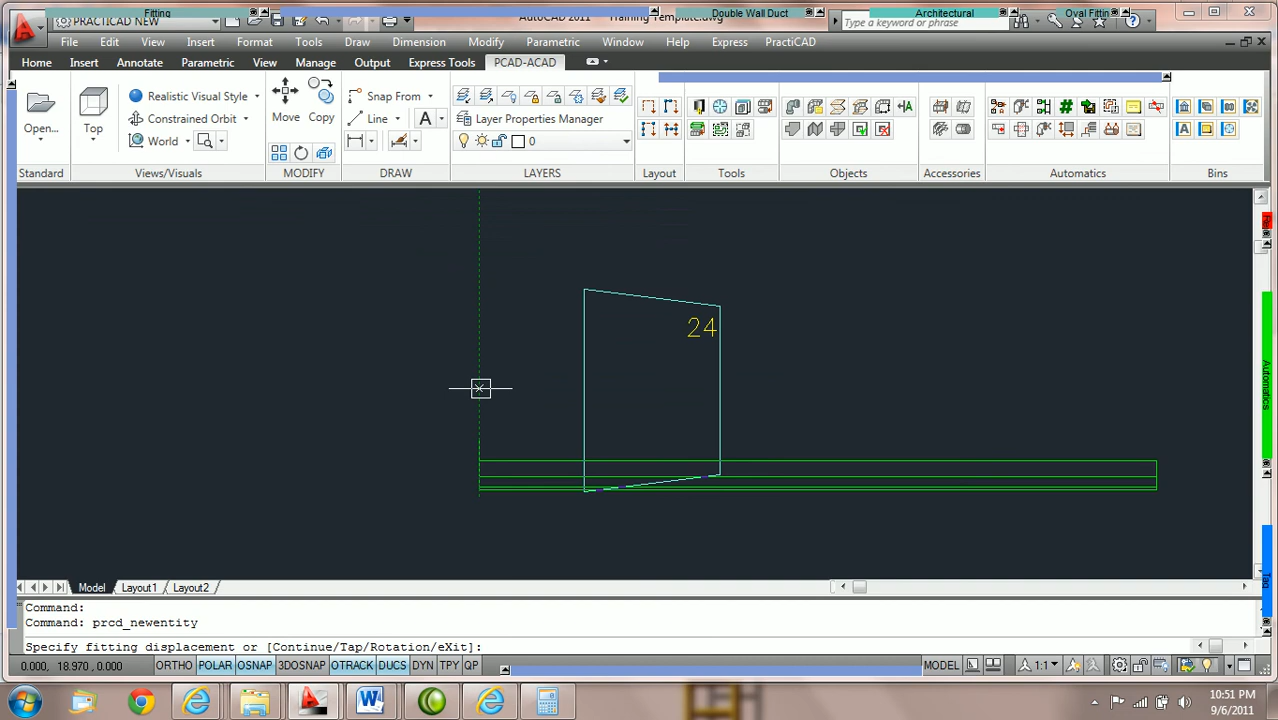 PRACTICAD NEW
Fitting
AutoCAD 2011
Training Template.dwg
Double Wall Duct
Architectural
Type a keyword or phrase
File Edit View Insert Format Tools Draw Dimension Modify Parametric Window Help Express PractiCAD
Home Insert Annotate Parametric View Manage Output Express Tools PCAD-ACAD
Open...
Top
Realistic Visual Style
Constrained Orbit
World
Move
Copy
Snap From
Line
A
Layer Properties Manager
0
A
Standard Views/Visuals MODIFY DRAW LAYERS Layout Tools Objects Accessories Automatics Bins
24
Automatics
Model Layout1 Layout2
Command:
Command: prcd_newentity
Specify fitting displacement or [Continue/Tap/Rotation/eXit]:
0.000, 18.970 , 0.000 ORTHO POLAR OSNAP 3DOSNAP OTRACK DUCS DYN TPY QP MODEL 1:1
10:51 PM
9/6/2011